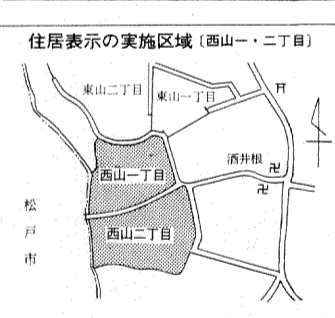 住居表示の実施区域〔西山一・二丁目〕
東山二丁目
東山一丁目
酒井根
西山一丁目
西山二丁目
松戸市